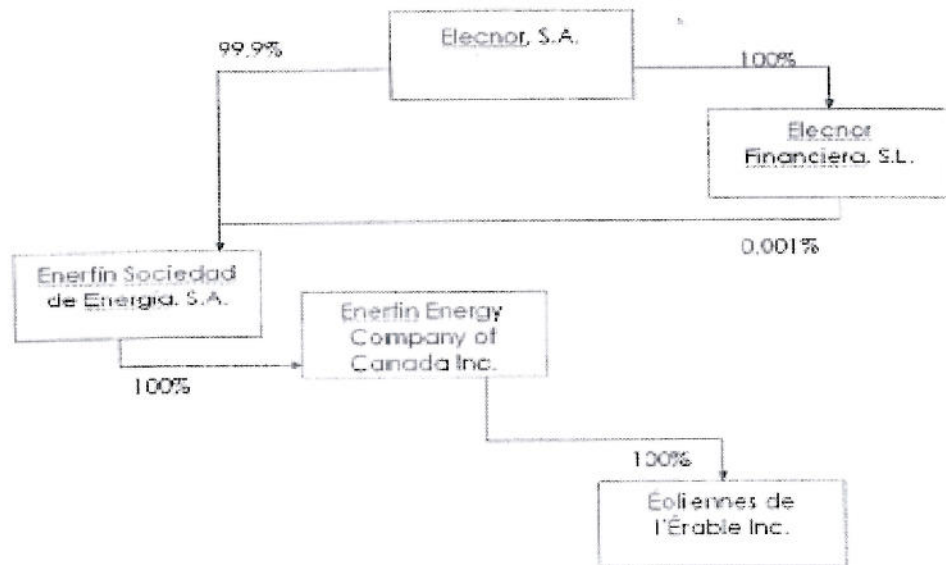 Elecnor, S.A.
99.9%
100%
Elecnor
Financiera, S.L.
0,001%
Enerfín Sociedad
de Energía, S.A.
Enerfin Energy
Company of
Canada Inc.
100%
100%
Éoliennes de
l'Érable Inc.